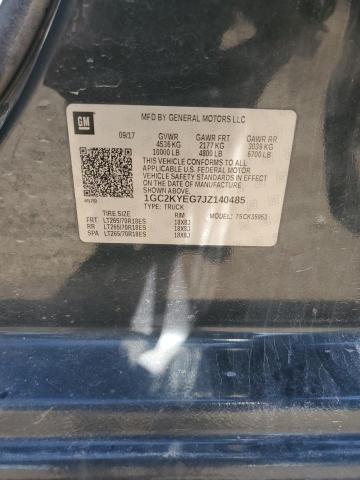 GM
MFD BY GENERAL MOTORS LLC
09/17 GVWR GAWR FRT GAWR RR
4536 KG 2177 KG 3039 KG
10000 LB 4800 LB 6700 LB
THIS VEHICLE CONFORMS TO ALL APPLICABLE
U.S. FEDERAL MOTOR VEHICLE
SAFETY STANDARDS IN EFFECT ON THE
DATE OF MANUFACTURE
SHOWN ABOVE.
1GC2KYEG7JZ140485
TYPE: TRUCK
TIRE SIZE RIM MODEL:
FRT LT265/70R18ES 18X8J
RR LT265/70R18ES 18X8J
SPA LT265/70R18ES 18X8J